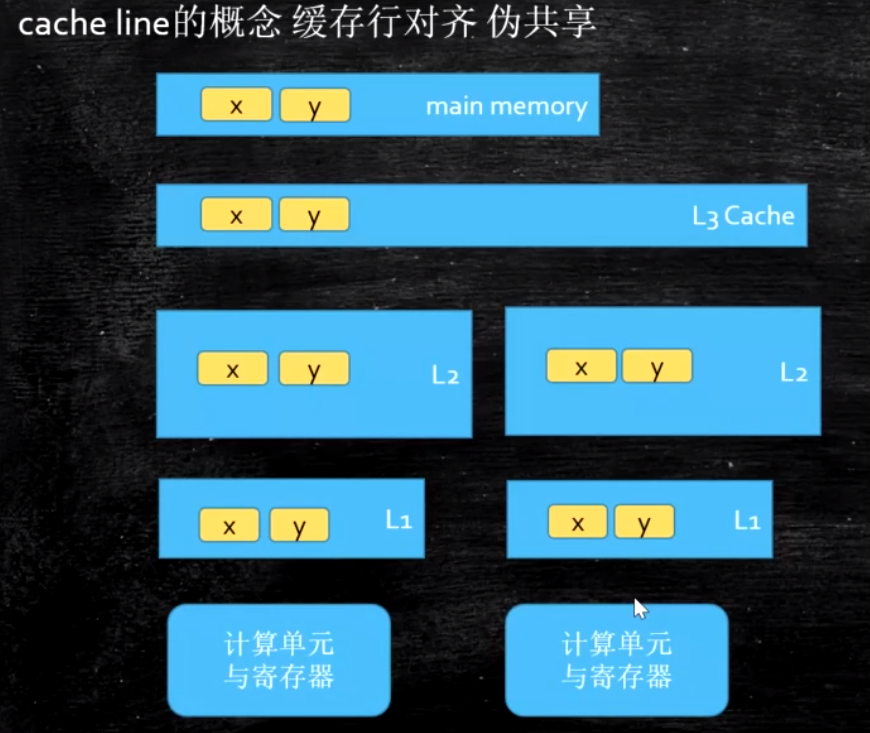 cache line的概念 缓存行对齐 伪共享
x y main memory
x y L3 Cache
x y L2 x y L2
x y L1 x y L1
计算单元 计算单元
与寄存器 与寄存器